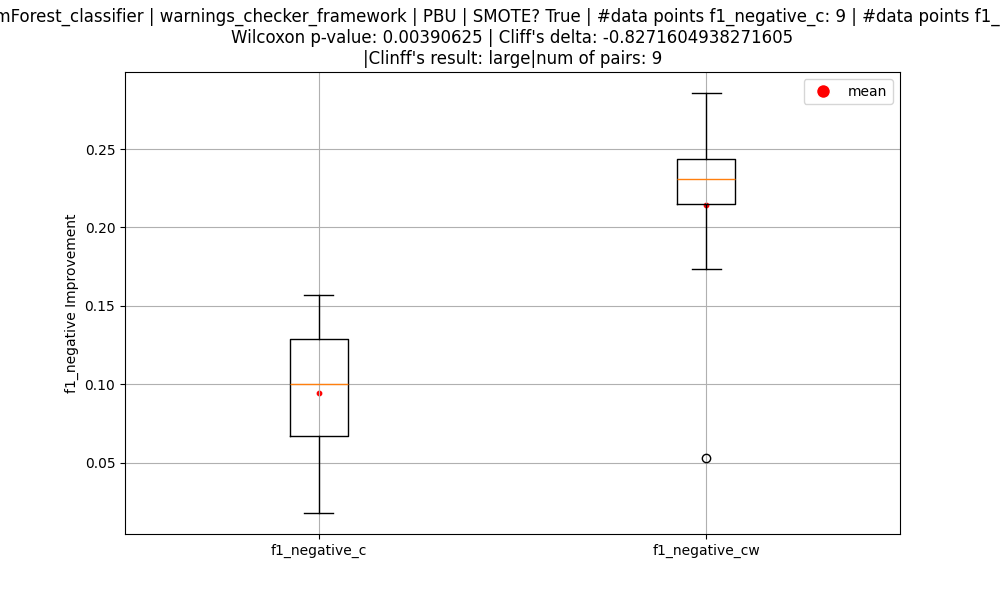 mForest_classifier | warnings_checker_framework | PBU | SMOTE? True | #data points f1_negative_c: 9 | #data points f1_
Wilcoxon p-value: 0.00390625 | Cliff's delta: -0.8271604938271605
|Clinff's result: large|num of pairs: 9
mean
0.25
0.20
0.15
0.10
0.05
f1_negative Improvement
f1_negative_c
f1_negative_cw